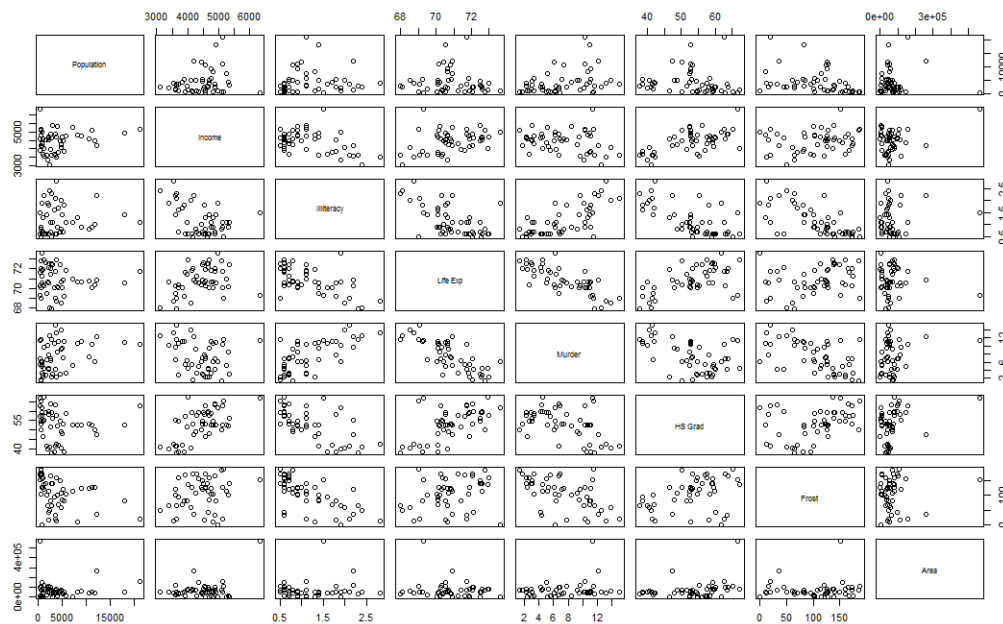 3000 4000 5000 6000
68 70 72
40 50 60
0e+00 3e+05
Population
0 10000
3000 5000
Income
Illiteracy
0.5 1.5 2.5
68 70 72
Life Exp
Murder
2 6 12
40 55
HS Grad
Frost
0 100
0e+00 4e+05
Area
0 5000 15000
0.5 1.5 2.5
2 4 6 8 12
0 50 100 150